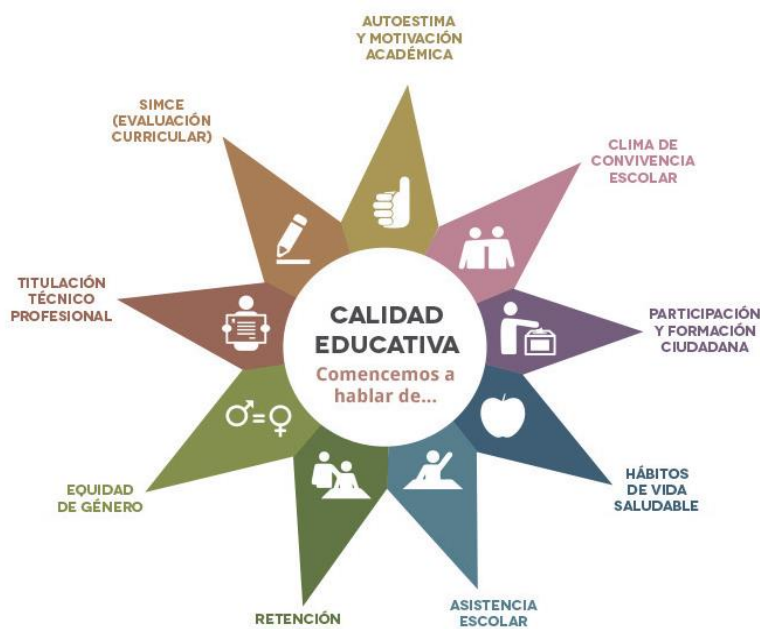 AUTOESTIMA
Y MOTIVACIÓN
ACADÉMICA
SIMCE
(EVALUACIÓN
CURRICULAR)
CLIMA DE
CONVIVENCIA
ESCOLAR
TITULACIÓN
TÉCNICO
PROFESIONAL
CALIDAD
EDUCATIVA
Comencemos a
hablar de...
PARTICIPACIÓN
Y FORMACIÓN
CIUDADANA
EQUIDAD
DE GÉNERO
HÁBITOS
DE VIDA
SALUDABLE
RETENCIÓN
ASISTENCIA
ESCOLAR